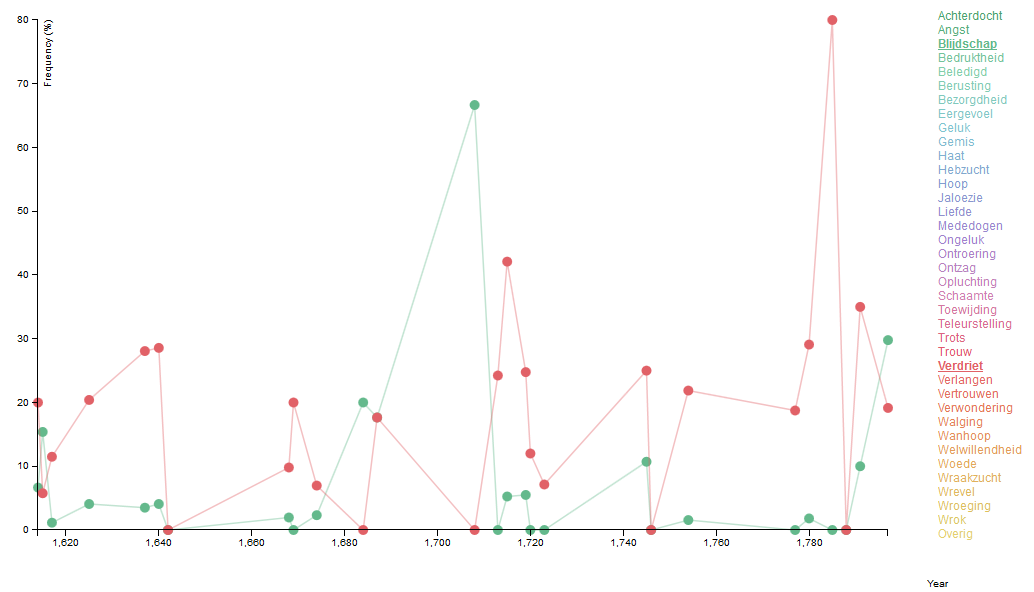 80
70
60
50
40
30
20
10
0
Frequency (%)
1,620
1,640
1,660
1,680
1,700
1,720
1,740
1,760
1,780
Year
Achterdocht
Angst
Blijdschap
Bedruktheid
Beledigd
Berusting
Bezorgdheid
Eergevoel
Geluk
Gemis
Haat
Hebzucht
Hoop
Jaloezie
Liefde
Mededogen
Ongeluk
Ontroering
Ontzag
Opluchting
Schaamte
Toewijding
Teleurstelling
Trots
Trouw
Verdriet
Verlangen
Vertrouwen
Verwondering
Walging
Wanhoop
Welwillendheid
Woede
Wraakzucht
Wrevel
Wroeging
Wrok
Overig